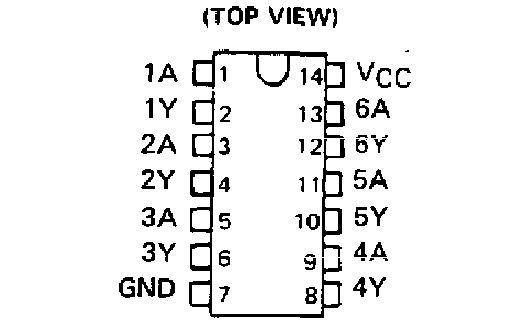 (TOP VIEW)
1A 1 14 VCC
1Y 2 13 6A
2A 3 12 6Y
2Y 4 11 5A
3A 5 10 5Y
3Y 6 9 4A
GND 7 8 4Y